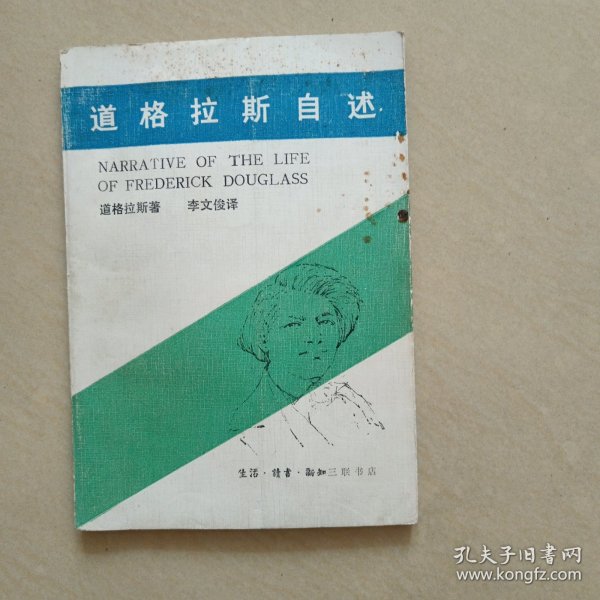 道格拉斯自述
NARRATIVE OF THE LIFE
OF FREDERICK DOUGLASS
道格拉斯著 李文俊译
生活·读书·新知三联书店
孔夫子旧书网
www.kongfz.com